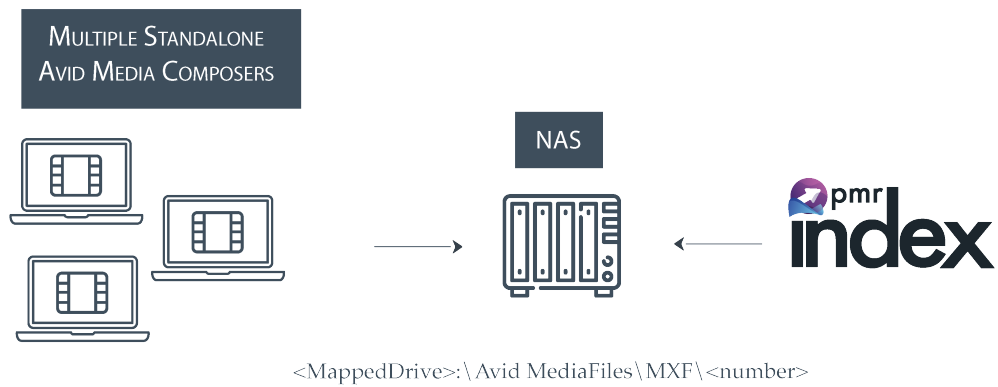 Multiple Standalone
Avid Media Composers
NAS
pmr
index
<MappedDrive>:\Avid MediaFiles\MXF\<number>